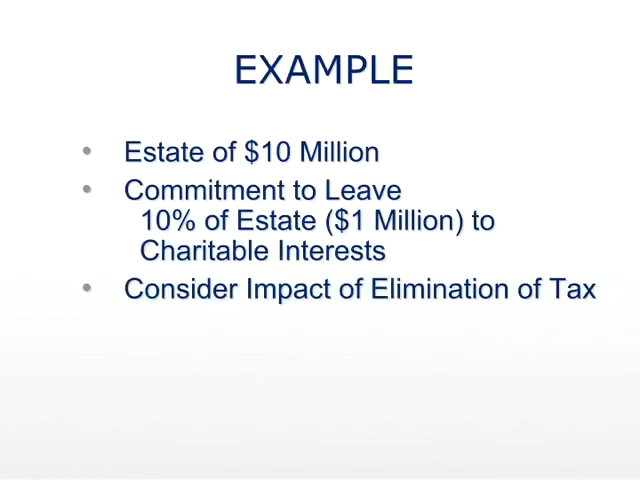 EXAMPLE
• Estate of $10 Million
• Commitment to Leave
10% of Estate ($1 Million) to
Charitable Interests
• Consider Impact of Elimination of Tax